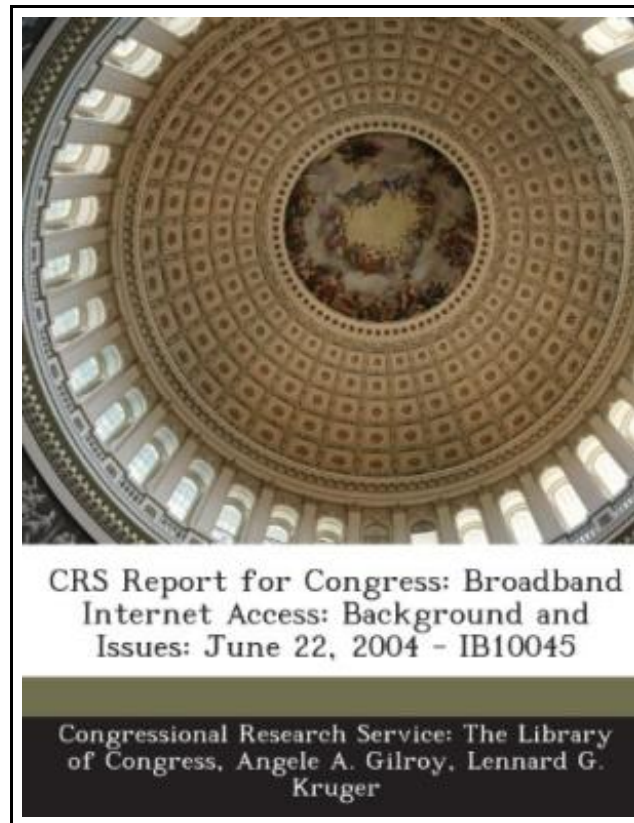 CRS Report for Congress: Broadband
Internet Access: Background and
Issues: June 22, 2004 - IB10045
Congressional Research Service: The Library
of Congress, Angele A. Gilroy, Lennard G.
Kruger